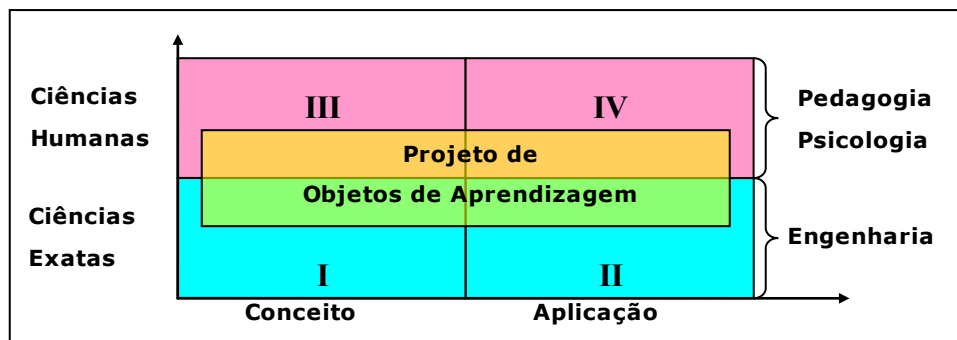 Ciências
Humanas
III
IV
Pedagogia
Psicologia
Projeto de
Objetos de Aprendizagem
Ciências
Exatas
Engenharia
I
II
Conceito
Aplicação